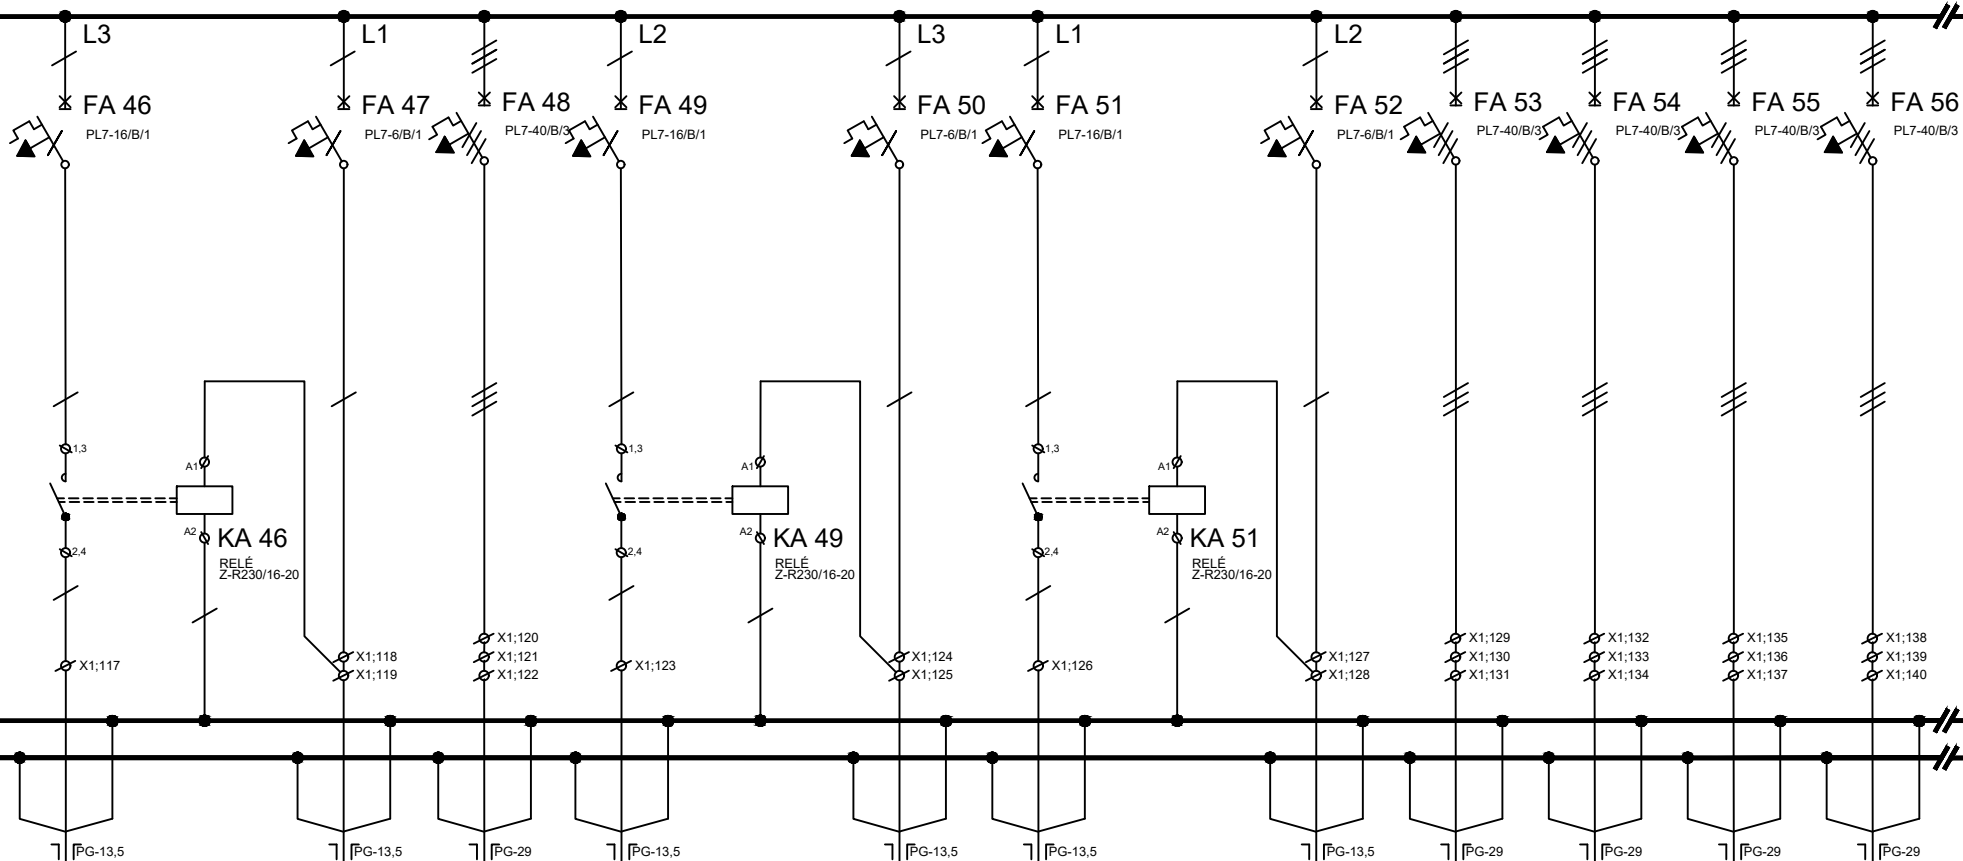 L3 L1 L2 L3 L1 L2
FA 46 FA 47 FA 48 FA 49 FA 50 FA 51 FA 52 FA 53 FA 54 FA 55 FA 56
PL7-16/B/1 PL7-6/B/1 PL7-40/B/3 PL7-16/B/1 PL7-6/B/1 PL7-16/B/1 PL7-6/B/1 PL7-40/B/3 PL7-40/B/3 PL7-40/B/3 PL7-40/B/3
1,3 1,3 1,3
A1 A1 A1
A2 KA 46 A2 KA 49 A2 KA 51
2,4 2,4 2,4
RELÉ RELÉ RELÉ
Z-R230/16-20 Z-R230/16-20 Z-R230/16-20
X1;120 X1;129 X1;132 X1;135 X1;138
X1;118 X1;121 X1;124 X1;127 X1;130 X1;133 X1;136 X1;139
X1;117 X1;123 X1;126
X1;119 X1;122 X1;125 X1;128 X1;131 X1;134 X1;137 X1;140
PG-13,5 PG-13,5 PG-29 PG-13,5 PG-13,5 PG-13,5 PG-13,5 PG-29 PG-29 PG-29 PG-29